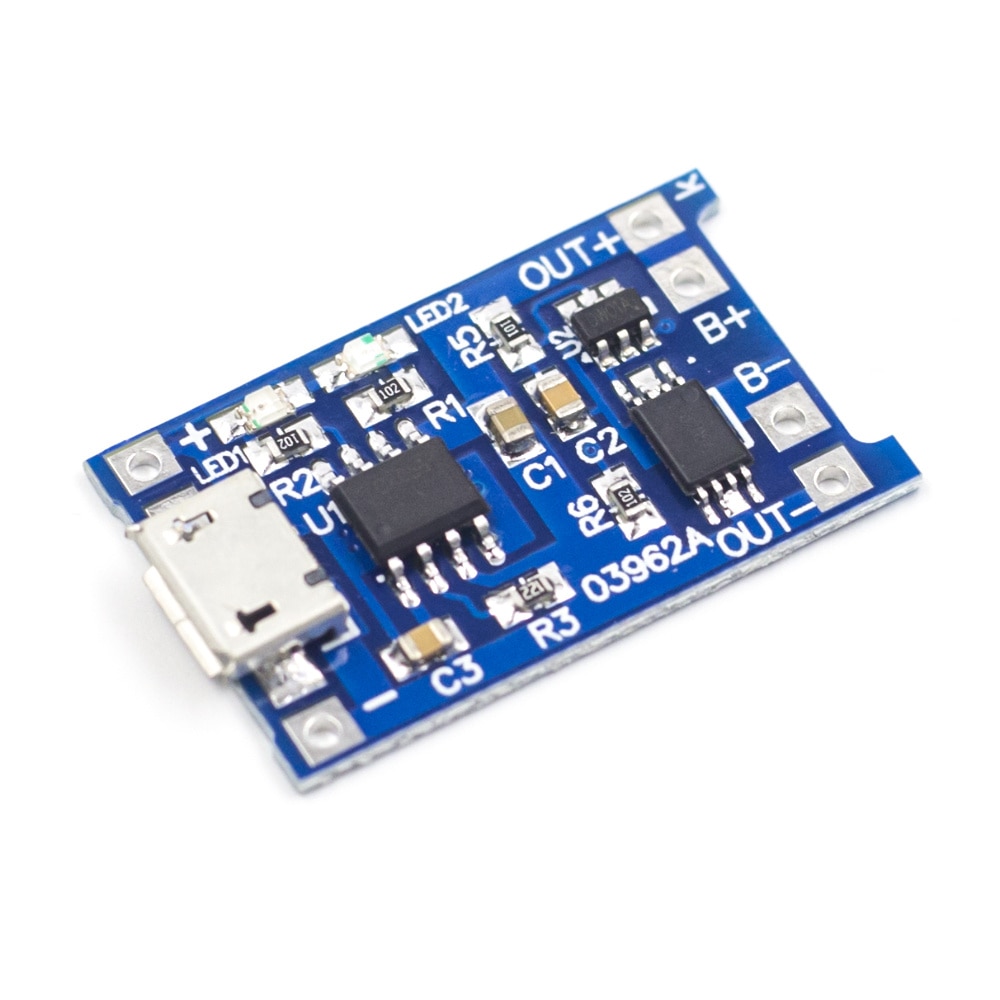 k
OUT+
B+
B-
OUT-
LED2
R5
101
U2
102
R1
+
LED1
102
R2
C1
C2
U1
R6
102
03962A
221
R3
C3
-